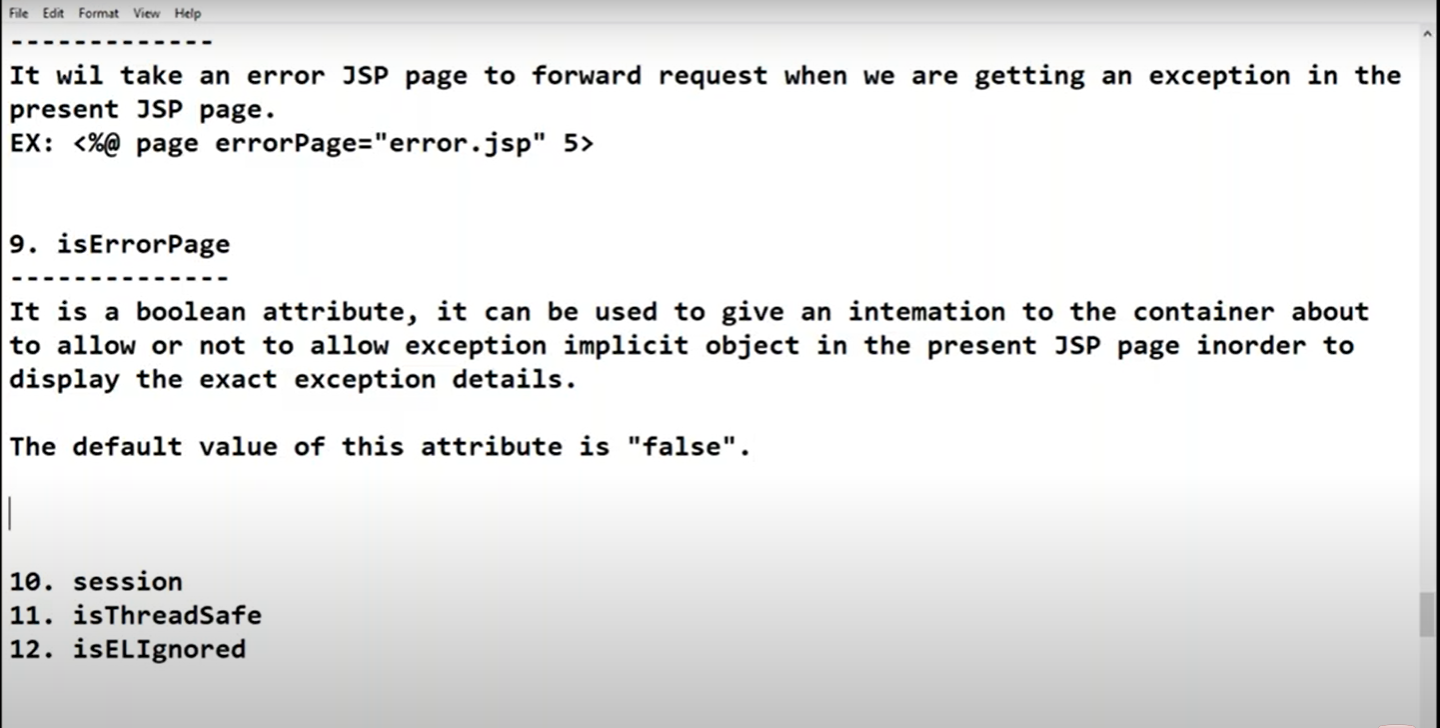 File Edit Format View Help
-------------
It wil take an error JSP page to forward request when we are getting an exception in the
present JSP page.
EX: <%@ page errorPage="error.jsp" 5>
9. isErrorPage
--------------
It is a boolean attribute, it can be used to give an intemation to the container about
to allow or not to allow exception implicit object in the present JSP page inorder to
display the exact exception details.
The default value of this attribute is "false".
10. session
11. isThreadSafe
12. isELIgnored